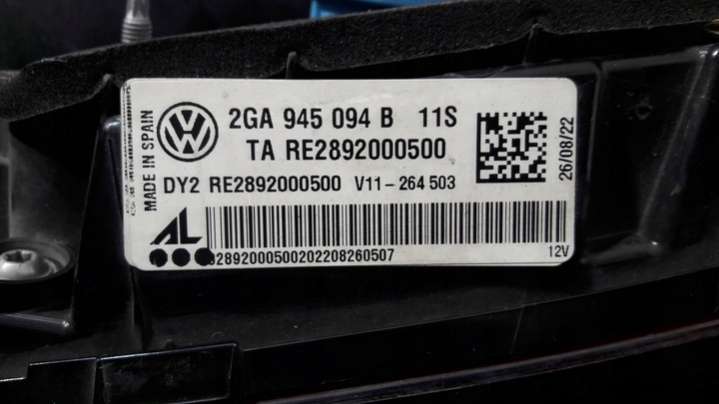 MADE IN SPAIN
2GA 945 094 B 11S
TA RE2892000500
DY2 RE2892000500 V11-264 503
26/08/22
AL
2892000500202208260507
12V